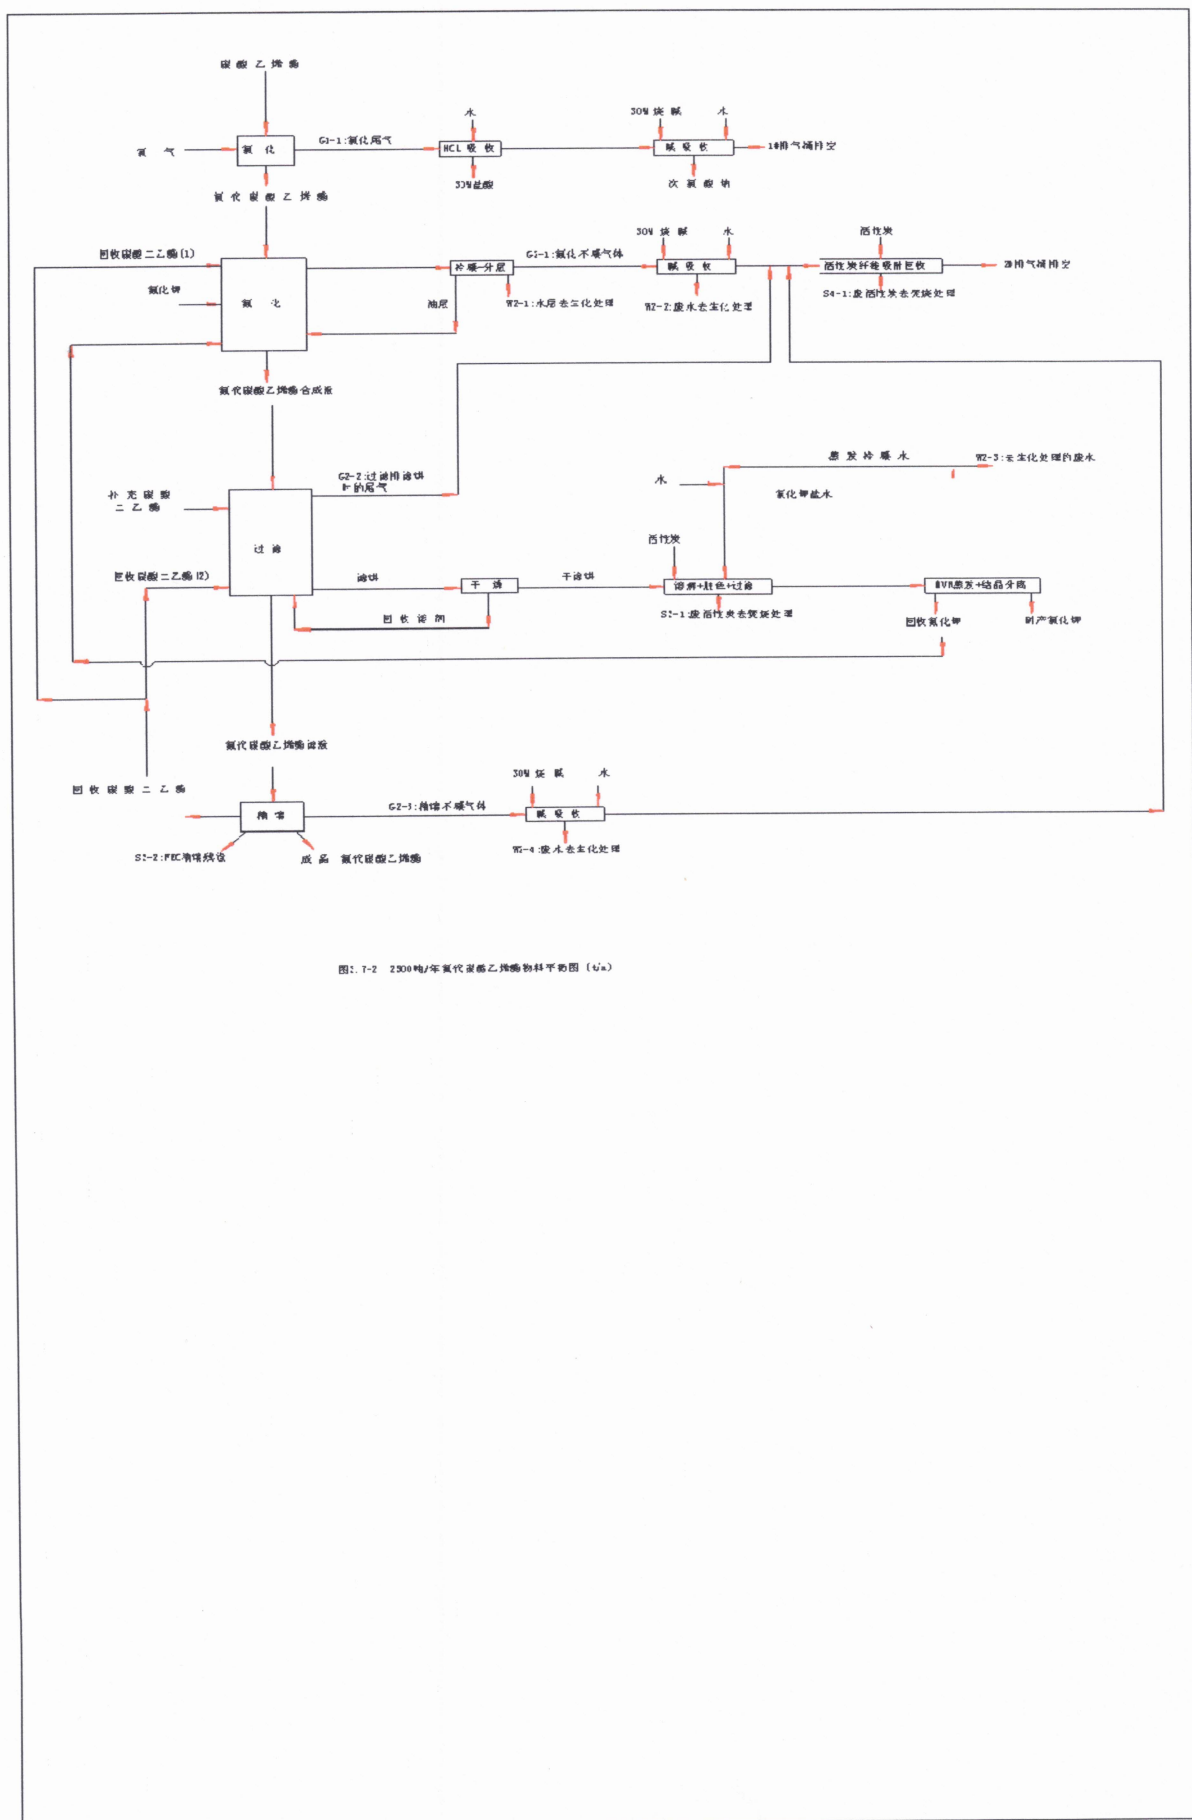 碳酸乙烯酯
氯气
氯化
G1-1:氯化尾气
水
HCL吸收
30%盐酸
30%烧碱
水
碱吸收
次氯酸钠
1#排气桶排空
氯代碳酸乙烯酯
回收碳酸二乙酯(1)
氟化钾
氟化
冷凝-分层
油层
W2-1:水层去生化处理
G2-1:氟化不凝气体
30%烧碱
水
碱吸收
W2-2:废水去生化处理
活性炭
活性炭纤维吸附回收
S4-1:废活性炭去焚烧处理
2#排气桶排空
氟代碳酸乙烯酯合成液
G2-2:过滤排滤饼
时的尾气
补充碳酸
二乙酯
过滤
回收碳酸二乙酯(2)
滤饼
干燥
回收溶剂
干滤饼
水
活性炭
溶解+脱色+过滤
S2-1:废活性炭去焚烧处理
蒸发冷凝水
W2-3:去生化处理的废水
氯化钾盐水
MVR蒸发+结晶分离
回收氟化钾
副产氯化钾
氟代碳酸乙烯酯滤液
回收碳酸二乙酯
精馏
G2-3:精馏不凝气体
30%烧碱
水
碱吸收
W2-4:废水去生化处理
S2-2:FEC精馏残渣
成品 氟代碳酸乙烯酯
图2.7-2 2500吨/年氟代碳酸乙烯酯物料平衡图 (t/a)